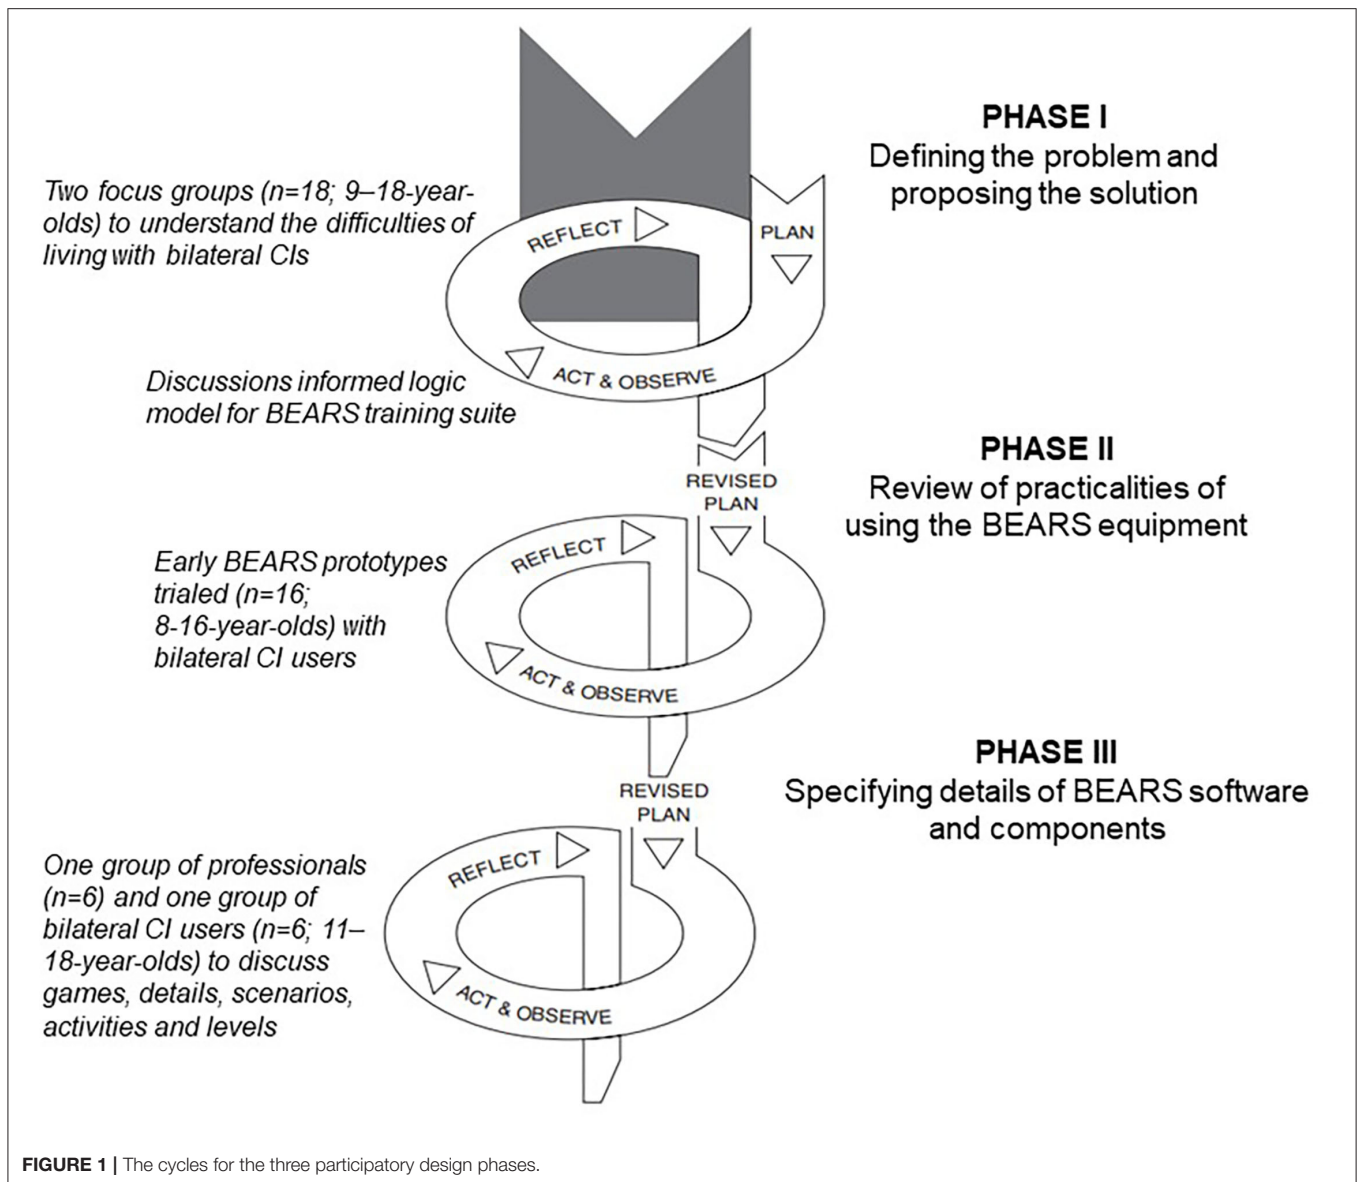 PHASE I
Defining the problem and
proposing the solution
Two focus groups (n=18; 9–18-year-
olds) to understand the difficulties of
living with bilateral CIs
REFLECT
PLAN
ACT & OBSERVE
Discussions informed logic
model for BEARS training suite
PHASE II
Review of practicalities of
using the BEARS equipment
REVISED
PLAN
REFLECT
Early BEARS prototypes
trialed (n=16;
8-16-year-olds) with
bilateral CI users
ACT & OBSERVE
PHASE III
Specifying details of BEARS software
and components
REVISED
PLAN
REFLECT
One group of professionals
(n=6) and one group of
bilateral CI users (n=6; 11–
18-year-olds) to discuss
games, details, scenarios,
activities and levels
ACT & OBSERVE
FIGURE 1 | The cycles for the three participatory design phases.